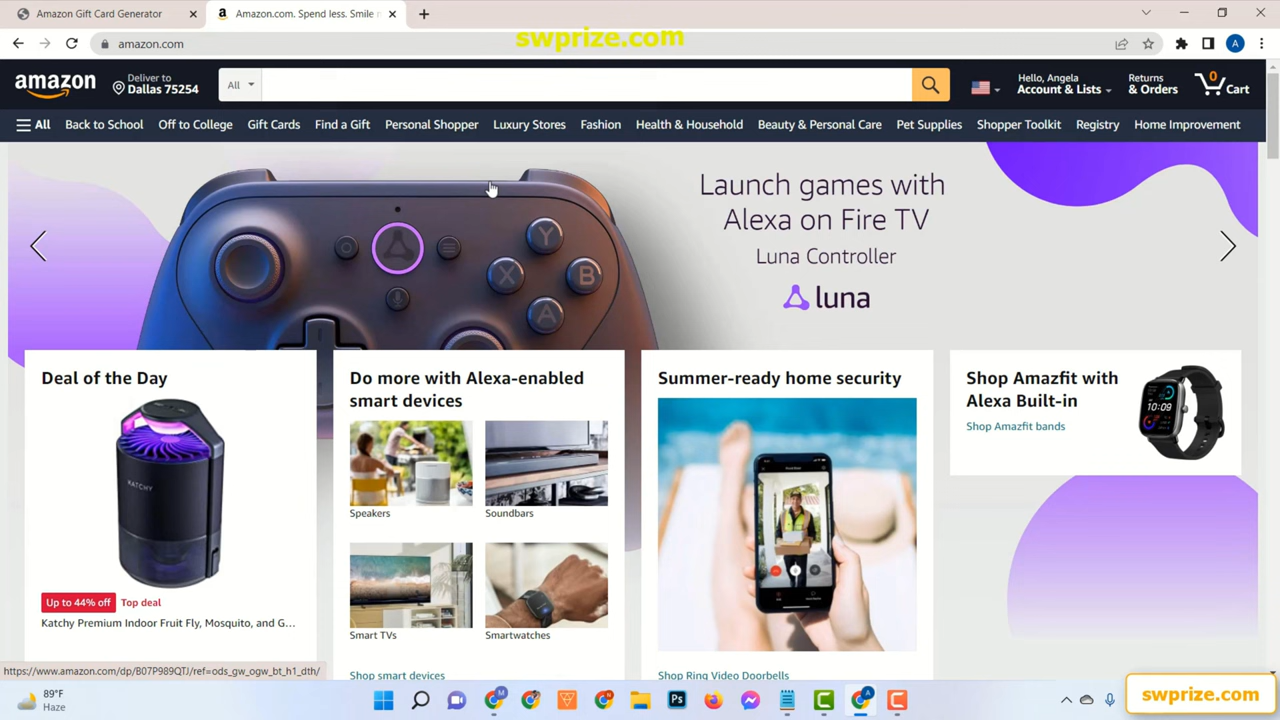 Amazon Gift Card Generator
Amazon.com. Spend less. Smile
amazon.com
swprize.com
amazon
Deliver to
Dallas 75254
All
Hello, Angela
Account & Lists
Returns
& Orders
0
Cart
All
Back to School
Off to College
Gift Cards
Find a Gift
Personal Shopper
Luxury Stores
Fashion
Health & Household
Beauty & Personal Care
Pet Supplies
Shopper Toolkit
Registry
Home Improvement
Launch games with
Alexa on Fire TV
Luna Controller
luna
Y
X
B
A
Deal of the Day
KATCHY
Up to 44% off
Top deal
Katchy Premium Indoor Fruit Fly, Mosquito, and G...
Do more with Alexa-enabled
smart devices
Speakers
Soundbars
Smart TVs
Smartwatches
Shop smart devices
Summer-ready home security
Shop Ring Video Doorbells
Shop Amazfit with
Alexa Built-in
Shop Amazfit bands
10:09
https://www.amazon.com/dp/B07P989QTJ/ref=ods_gw_ogw_bt_h1_dth/
89°F
Haze
swprize.com